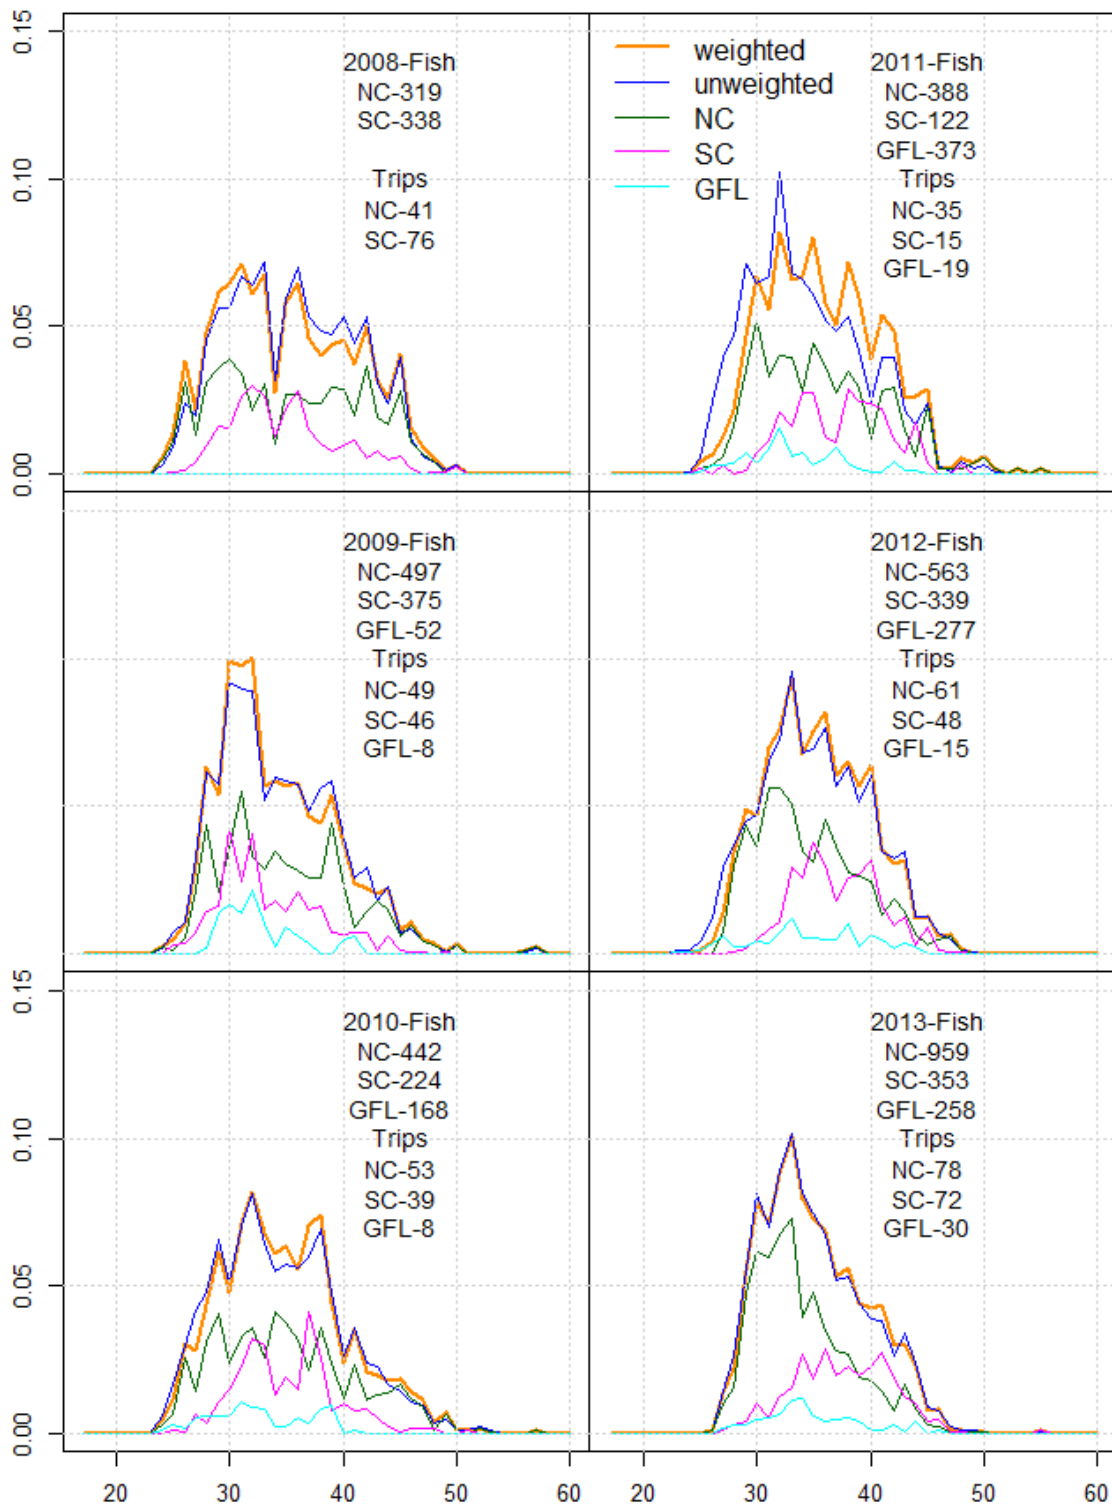 0.15
0.10
0.05
0.00
2008-Fish
NC-319
SC-338
Trips
NC-41
SC-76
weighted
unweighted
NC
SC
GFL
2011-Fish
NC-388
SC-122
GFL-373
Trips
NC-35
SC-15
GFL-19
2009-Fish
NC-497
SC-375
GFL-52
Trips
NC-49
SC-46
GFL-8
2012-Fish
NC-563
SC-339
GFL-277
Trips
NC-61
SC-48
GFL-15
0.15
0.10
0.05
0.00
2010-Fish
NC-442
SC-224
GFL-168
Trips
NC-53
SC-39
GFL-8
2013-Fish
NC-959
SC-353
GFL-258
Trips
NC-78
SC-72
GFL-30
20 30 40 50 60
20 30 40 50 60